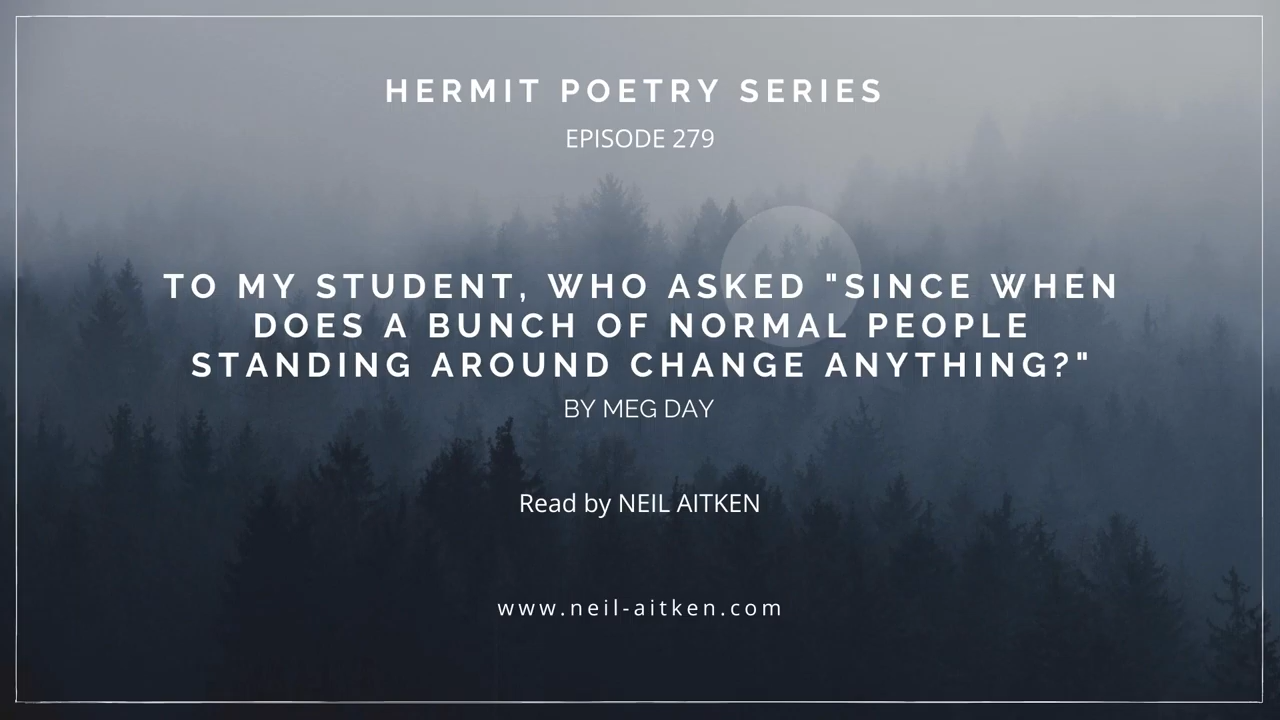 HERMIT POETRY SERIES
EPISODE 279
TO MY STUDENT, WHO ASKED "SINCE WHEN
DOES A BUNCH OF NORMAL PEOPLE
STANDING AROUND CHANGE ANYTHING?"
BY MEG DAY
Read by NEIL AITKEN
www.neil-aitken.com